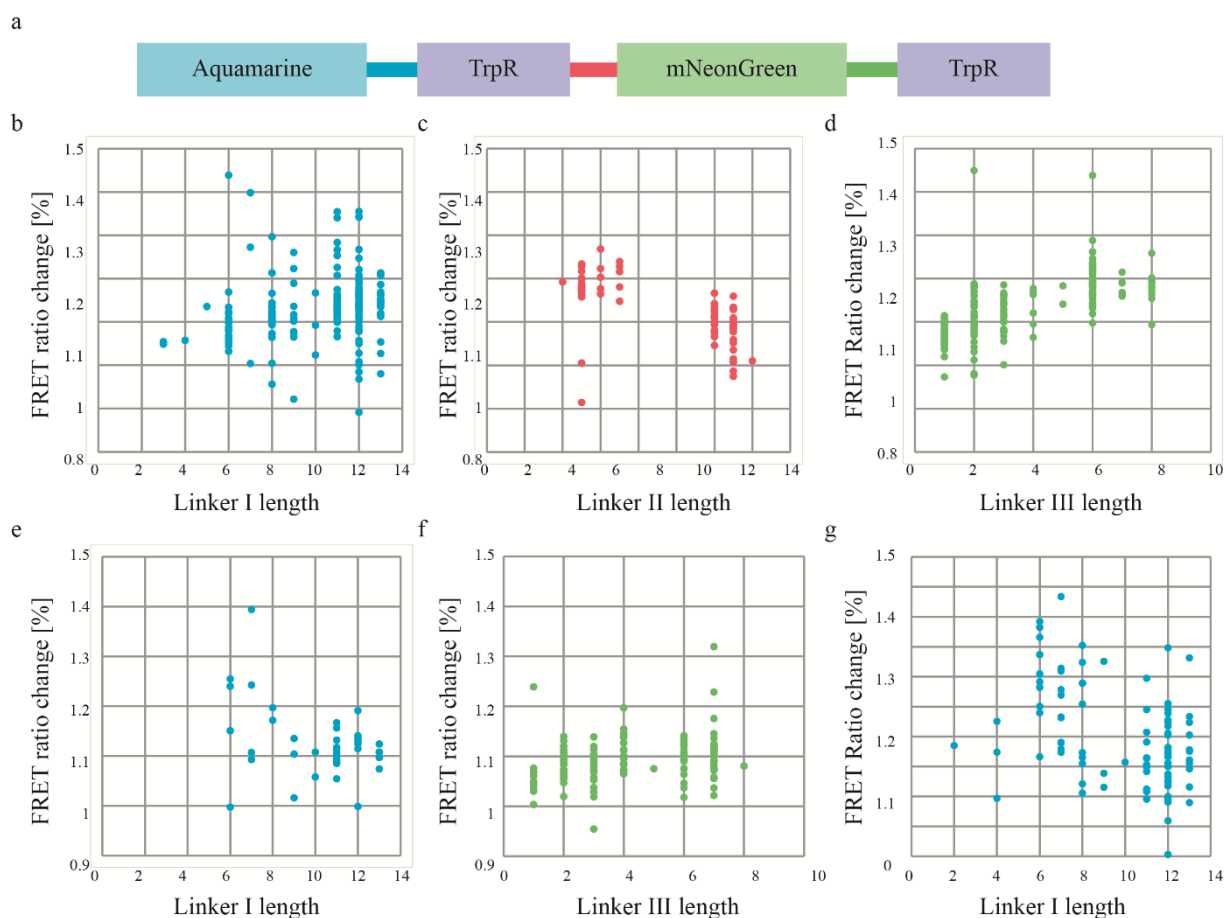 a
Aquamarine TrpR mNeonGreen TrpR
b
FRET ratio change [%]
1.5
1.4
1.3
1.2
1.1
1
0.8
0 2 4 6 8 10 12 14
Linker I length
c
FRET ratio change [%]
1.5
1.4
1.3
1.2
1.1
1
0.8
0 2 4 6 8 10 12 14
Linker II length
d
FRET Ratio change [%]
1.5
1.4
1.3
1.2
1.1
1
0.8
0 2 4 6 8 10
Linker III length
e
FRET ratio change [%]
1.5
1.4
1.3
1.2
1.1
1
0.9
0 2 4 6 8 10 12 14
Linker I length
f
FRET ratio change [%]
1.5
1.4
1.3
1.2
1.1
1
0.9
0 2 4 6 8 10
Linker III length
g
FRET Ratio change [%]
1.5
1.4
1.3
1.2
1.1
0
0 2 4 6 8 10 12 14
Linker I length